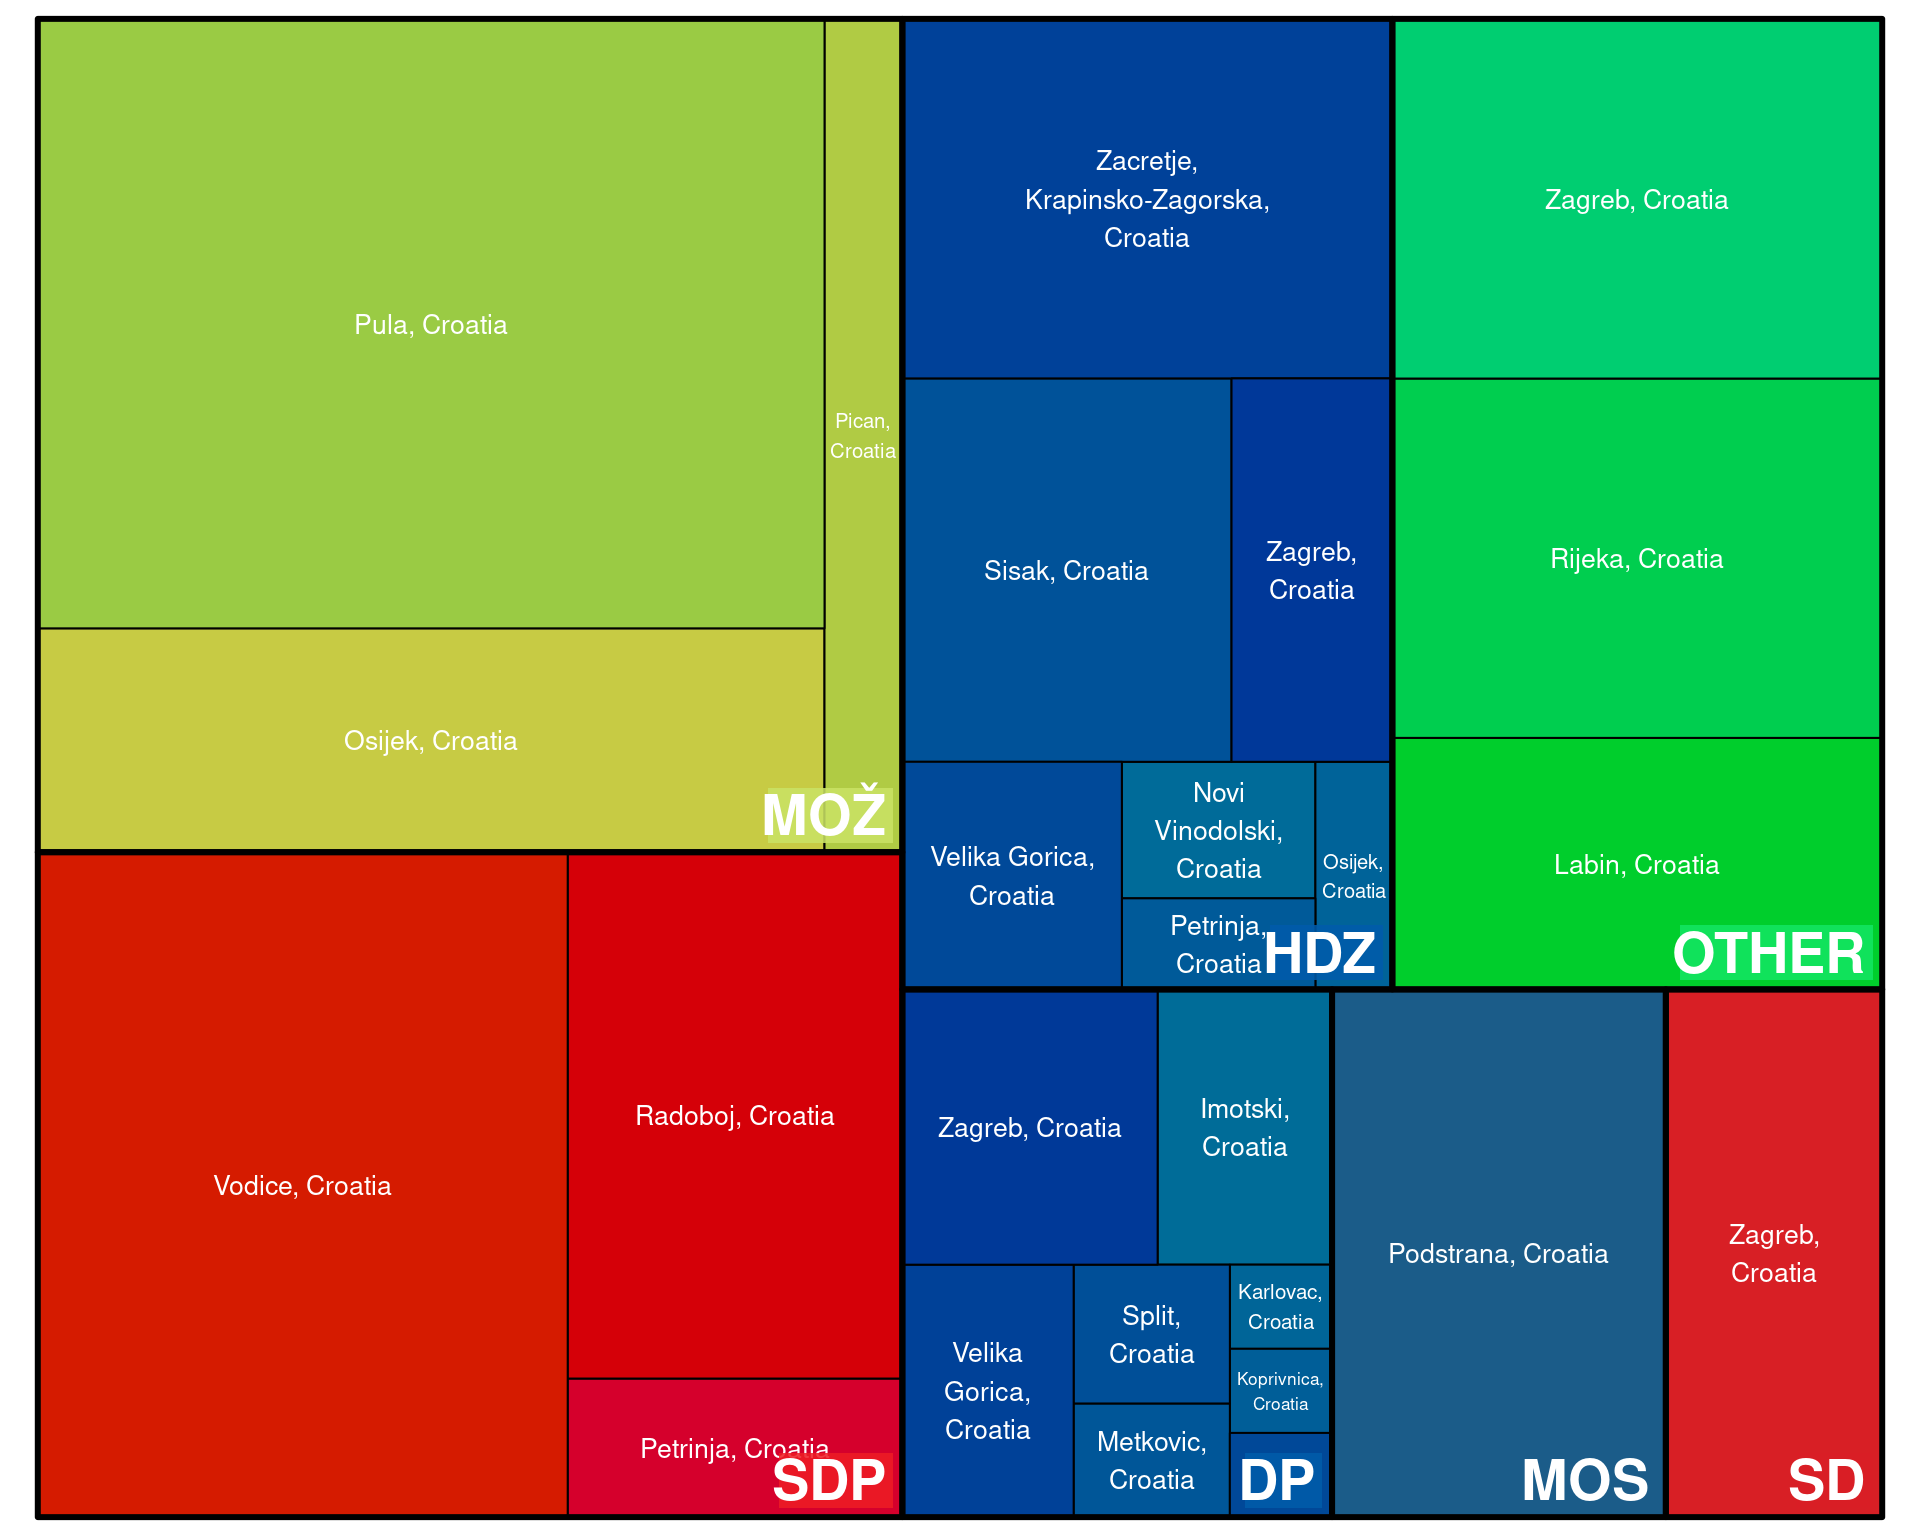 Pula, Croatia
Pican,
Croatia
Osijek, Croatia
MOŽ
Zacretje,
Krapinsko-Zagorska,
Croatia
Sisak, Croatia
Zagreb,
Croatia
Velika Gorica,
Croatia
Novi
Vinodolski,
Croatia
Petrinja,
Croatia
Osijek,
Croatia
HDZ
Zagreb, Croatia
Rijeka, Croatia
Labin, Croatia
OTHER
Vodice, Croatia
Radoboj, Croatia
Petrinja, Croatia
SDP
Zagreb, Croatia
Imotski,
Croatia
Velika
Gorica,
Croatia
Split,
Croatia
Metkovic,
Croatia
Karlovac,
Croatia
Koprivnica,
Croatia
DP
Podstrana, Croatia
MOS
Zagreb,
Croatia
SD